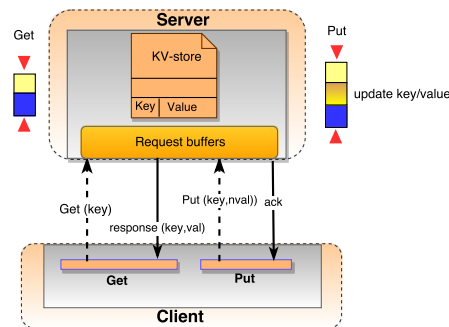 Server
Get
Put
KV-store
update key/value
Key
Value
Request buffers
Get (key)
Put (key,nval))
ack
response (key,val)
Get
Put
Client